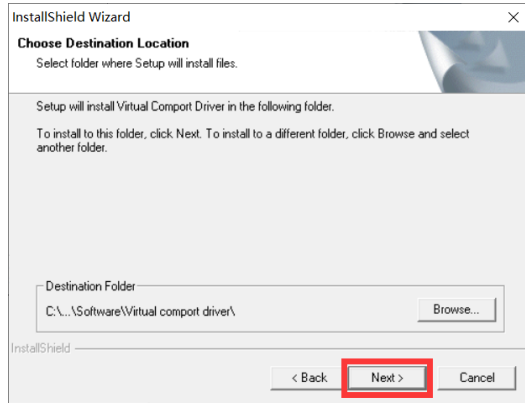 InstallShield Wizard
Choose Destination Location
Select folder where Setup will install files.
Setup will install Virtual Comport Driver in the following folder.
To install to this folder, click Next. To install to a different folder, click Browse and select
another folder.
Destination Folder
C:\...\Software\Virtual comport driver\
Browse...
InstallShield
< Back
Next >
Cancel